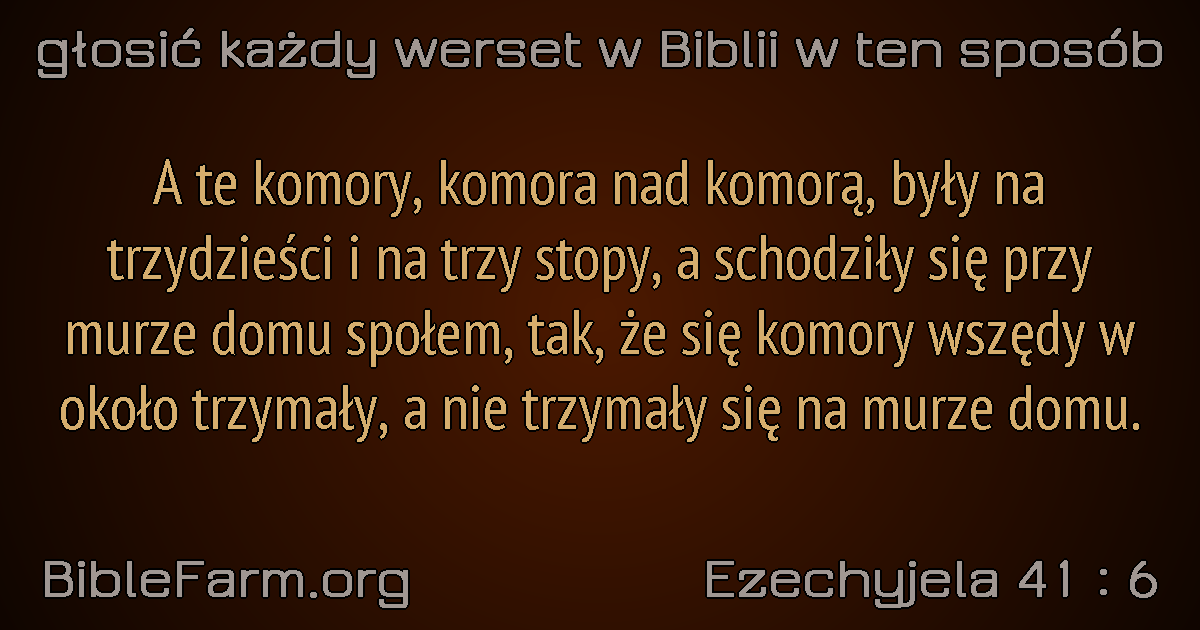 głosić każdy werset w Biblii w ten sposób
A te komory, komora nad komorą, były na
trzydzieści i na trzy stopy, a schodziły się przy
murze domu społem, tak, że się komory wszędy w
około trzymały, a nie trzymały się na murze domu.
BibleFarm.org
Ezechyjela 41 : 6